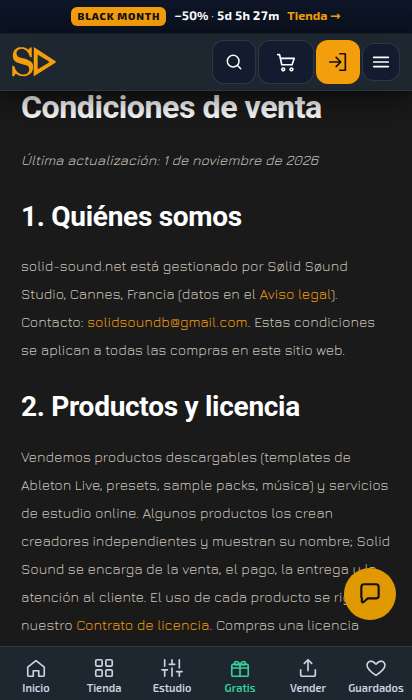 BLACK MONTH −50% · 5d 5h 27m Tienda →
Condiciones de venta
Última actualización: 1 de noviembre de 2026
1. Quiénes somos
solid-sound.net está gestionado por Sølid Søund
Studio, Cannes, Francia (datos en el Aviso legal).
Contacto: solidsoundb@gmail.com. Estas condiciones
se aplican a todas las compras en este sitio web.
2. Productos y licencia
Vendemos productos descargables (templates de
Ableton Live, presets, sample packs, música) y servicios
de estudio online. Algunos productos los crean
creadores independientes y muestran su nombre; Solid
Sound se encarga de la venta, el pago, la entrega y
atención al cliente. El uso de cada producto se
nuestro Contrato de licencia. Compras una licencia
Inicio Tienda Estudio Gratis Vender Guardados